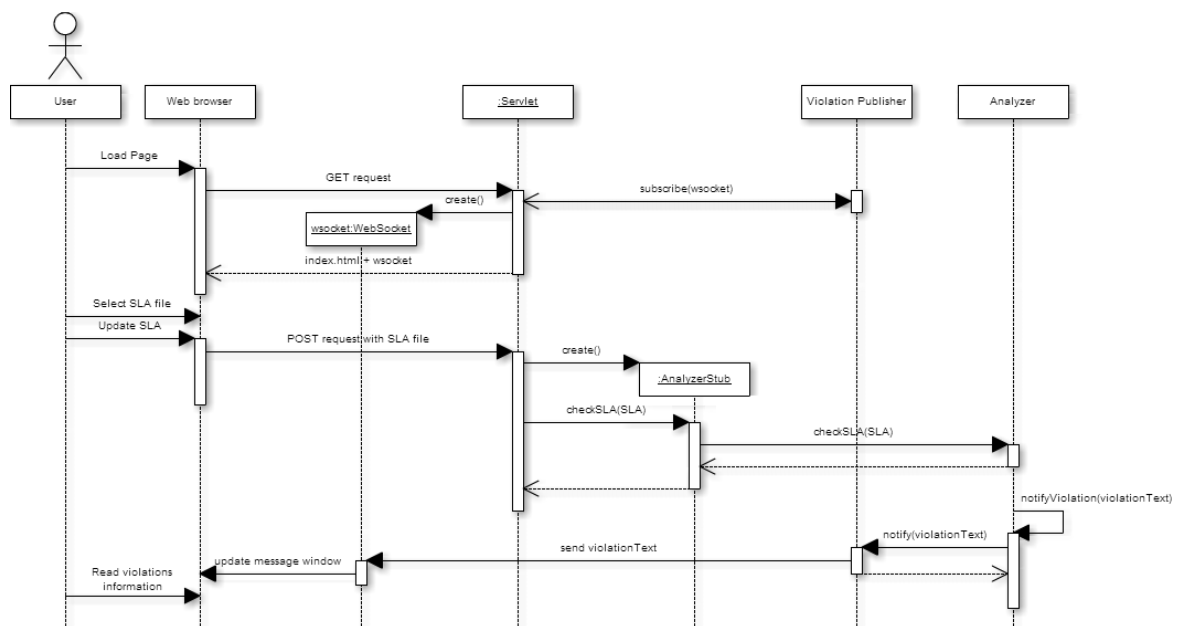 User
Web browser
:Servlet
Violation Publisher
Analyzer
Load Page
GET request
subscribe(wsocket)
create()
wsocket:WebSocket
index.html + wsocket
Select SLA file
Update SLA
POST request with SLA file
create()
:AnalyzerStub
checkSLA(SLA)
checkSLA(SLA)
notifyViolation(violationText)
notify(violationText)
send violationText
update message window
Read violations
information